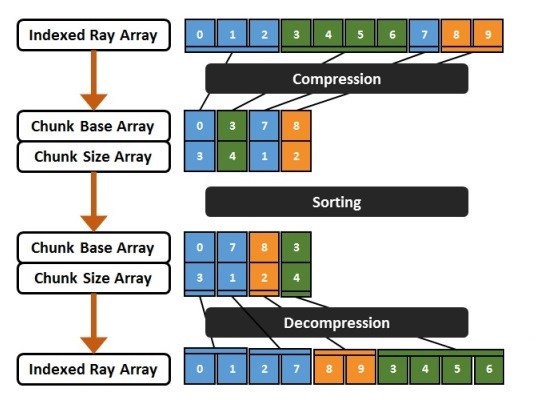 Indexed Ray Array 0 1 2 3 4 5 6 7 8 9
Compression
Chunk Base Array 0 3 7 8
Chunk Size Array 3 4 1 2
Sorting
Chunk Base Array 0 7 8 3
Chunk Size Array 3 1 2 4
Decompression
Indexed Ray Array 0 1 2 7 8 9 3 4 5 6